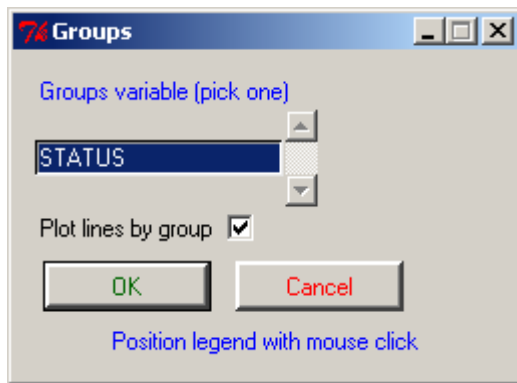 Groups
Groups variable (pick one)
STATUS
Plot lines by group
OK Cancel
Position legend with mouse click